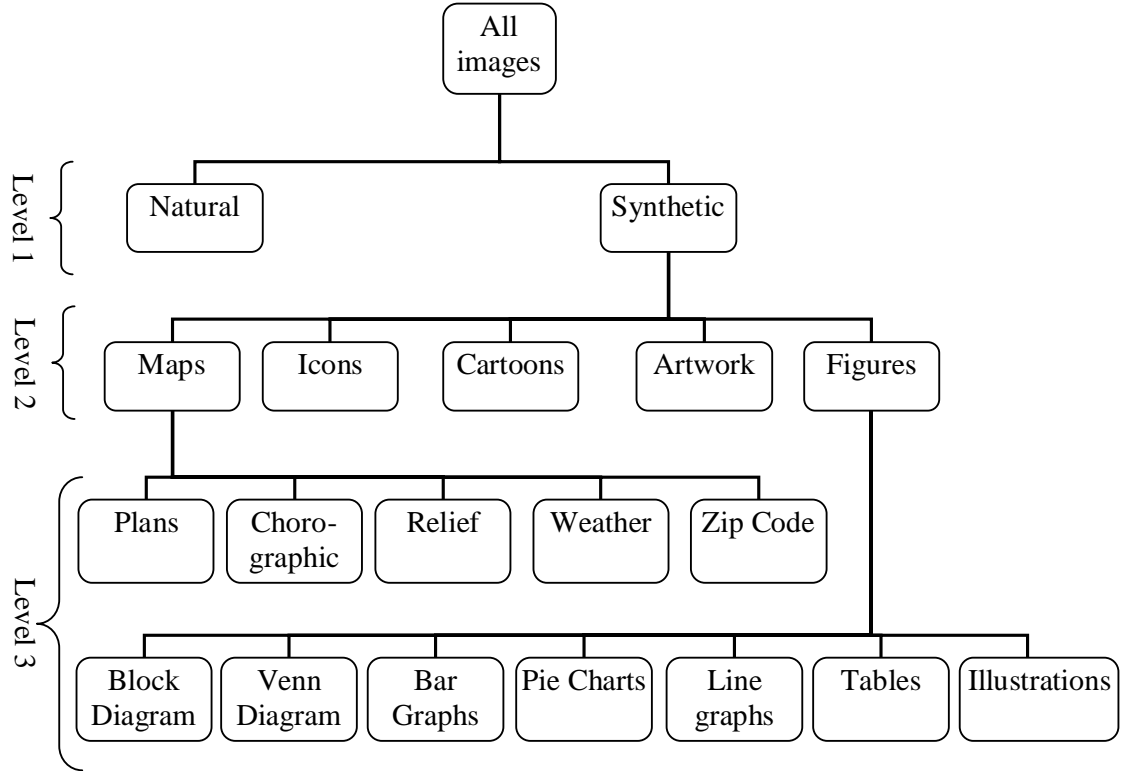 All
images
Level 1
Natural
Synthetic
Level 2
Maps
Icons
Cartoons
Artwork
Figures
Level 3
Plans
Choro-
graphic
Relief
Weather
Zip Code
Block
Diagram
Venn
Diagram
Bar
Graphs
Pie Charts
Line
graphs
Tables
Illustrations